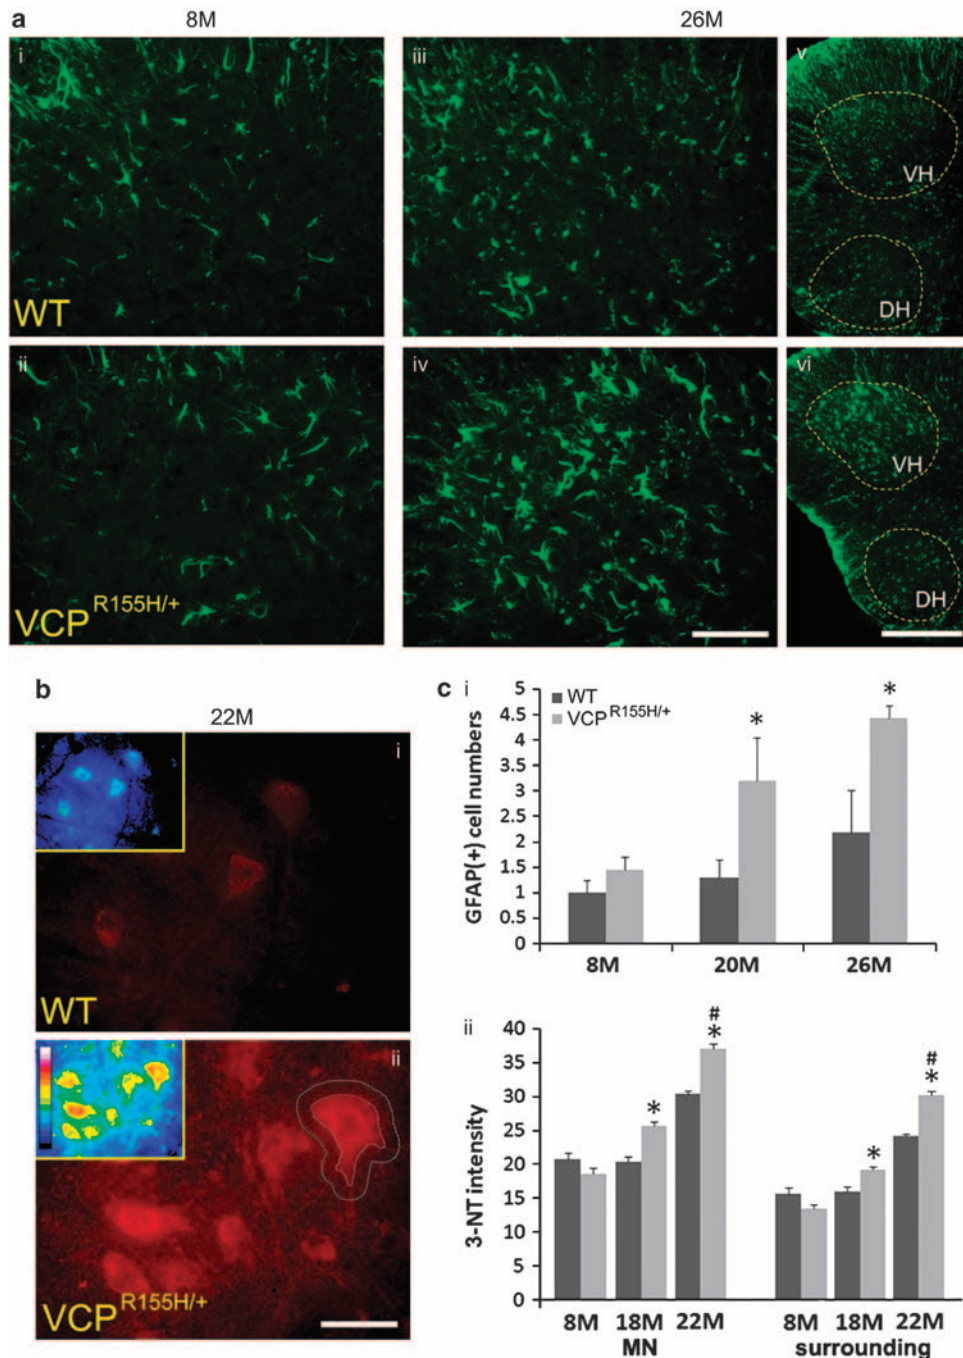 a
8M
26M
i
iii
v
VH
DH
WT
ii
iv
vi
VH
DH
VCP R155H/+
b
22M
i
WT
ii
VCP R155H/+
c i
WT
VCP R155H/+
GFAP(+) cell numbers
5
4.5
4
3.5
3
2.5
2
1.5
1
0.5
0
*
*
8M 20M 26M
ii
3-NT intensity
40
35
30
25
20
15
10
5
0
*
#
*
*
#
*
8M 18M 22M 8M 18M 22M
MN surrounding